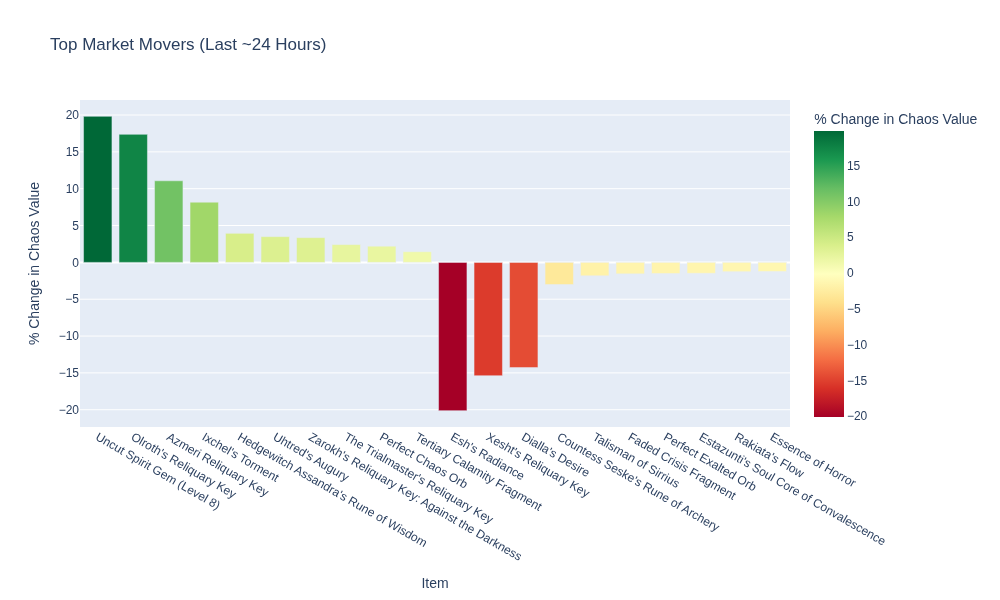 Top Market Movers (Last ~24 Hours)
% Change in Chaos Value
20
15
10
5
0
−5
−10
−15
−20
% Change in Chaos Value
15
10
5
0
−5
−10
−15
−20
Uncut Spirit Gem (Level 8)
Olroth's Reliquary Key
Azmeri Reliquary Key
Ixchel's Torment
Hedgewitch Assandra's Rune of Wisdom
Uhtred's Augury
Zarokh's Reliquary Key: Against the Darkness
The Trialmaster's Reliquary Key
Perfect Chaos Orb
Tertiary Calamity Fragment
Esh's Radiance
Xesht's Reliquary Key
Dialla's Desire
Countess Seske's Rune of Archery
Talisman of Sirrius
Faded Crisis Fragment
Perfect Exalted Orb
Estazunti's Soul Core of Convalescence
Rakiata's Flow
Essence of Horror
Item